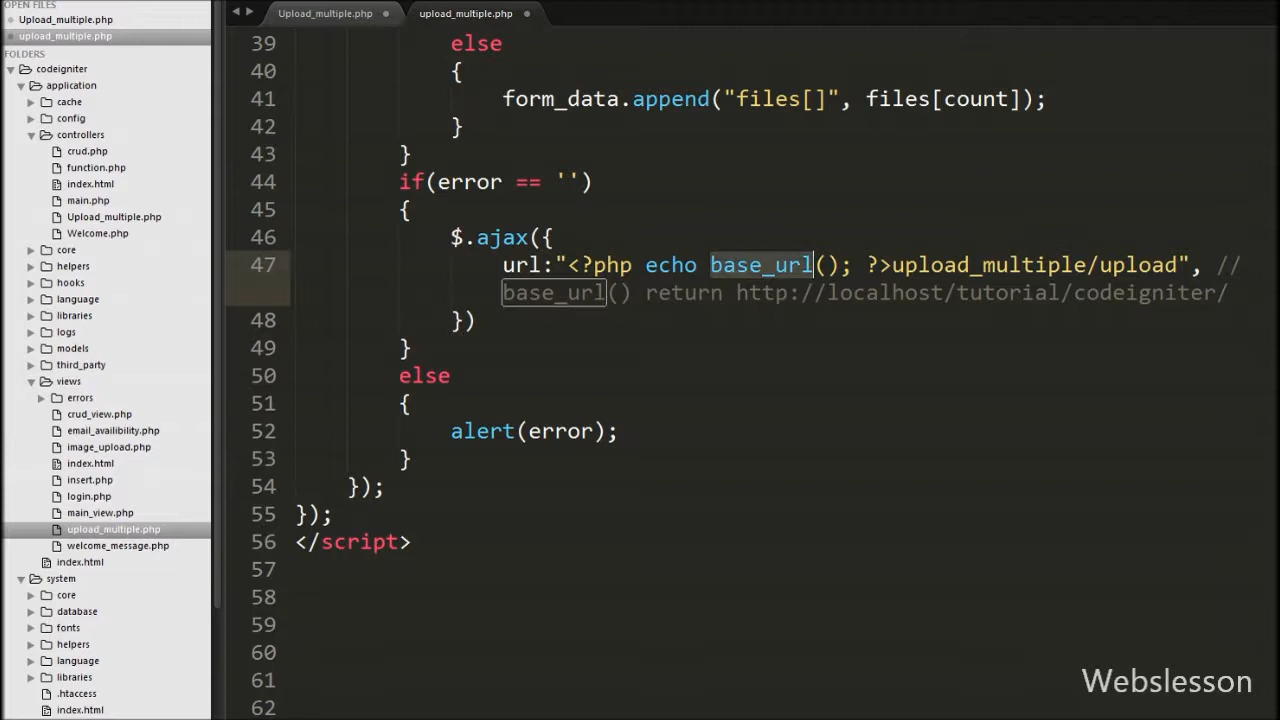 OPEN FILES
Upload_multiple.php
upload_multiple.php
FOLDERS
codeigniter
application
cache
config
controllers
crud.php
function.php
index.html
main.php
Upload_multiple.php
Welcome.php
core
helpers
hooks
language
libraries
logs
models
third_party
views
errors
crud_view.php
email_availibility.php
image_upload.php
index.html
insert.php
login.php
main_view.php
upload_multiple.php
welcome_message.php
index.html
system
core
database
fonts
helpers
language
libraries
.htaccess
index.html
Upload_multiple.php
upload_multiple.php
39 else
40 {
41 form_data.append("files[]", files[count]);
42 }
43 }
44 if(error == '')
45 {
46 $.ajax({
47 url:"<?php echo base_url(); ?>upload_multiple/upload", //
base_url() return http://localhost/tutorial/codeigniter/
48 })
49 }
50 else
51 {
52 alert(error);
53 }
54 });
55 });
56 </script>
57
58
59
60
61
62
Webslesson